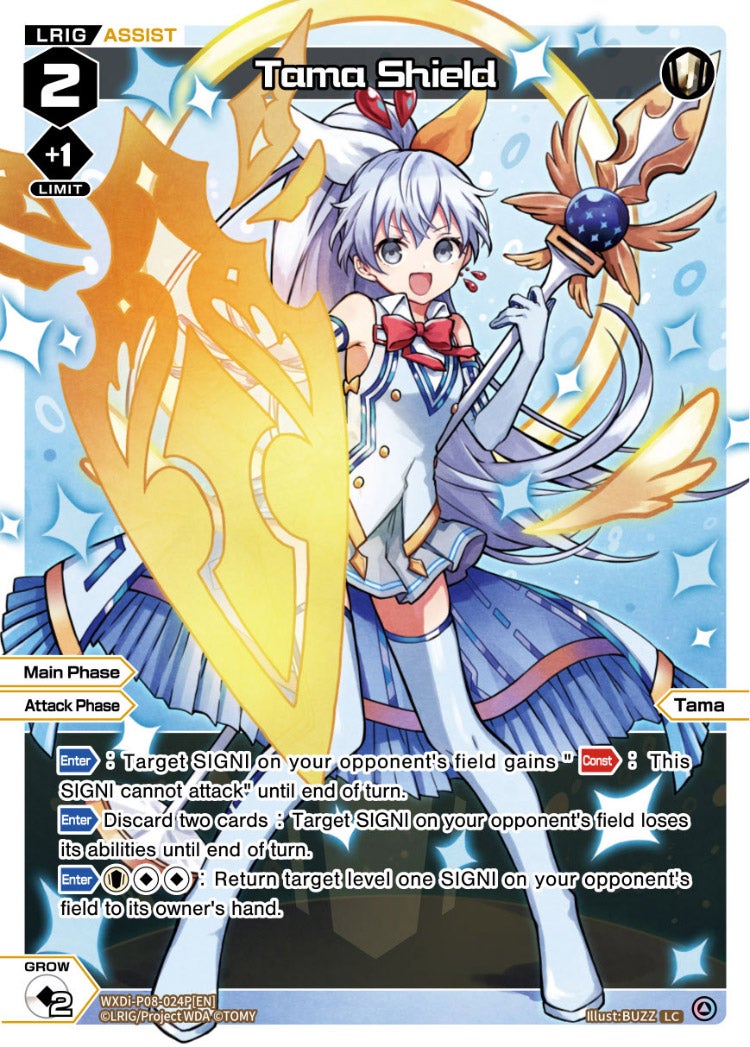 LRIG ASSIST
2
Tama Shield
+1
LIMIT
Main Phase
Attack Phase
Tama
Enter : Target SIGNI on your opponent's field gains " Const : This
SIGNI cannot attack" until end of turn.
Enter Discard two cards : Target SIGNI on your opponent's field loses
its abilities until end of turn.
Enter : Return target level one SIGNI on your opponent's
field to its owner's hand.
GROW
2
WXDi-P08-024P[EN]
©LRIG/Project WDA ©TOMY
Illust:BUZZ LC